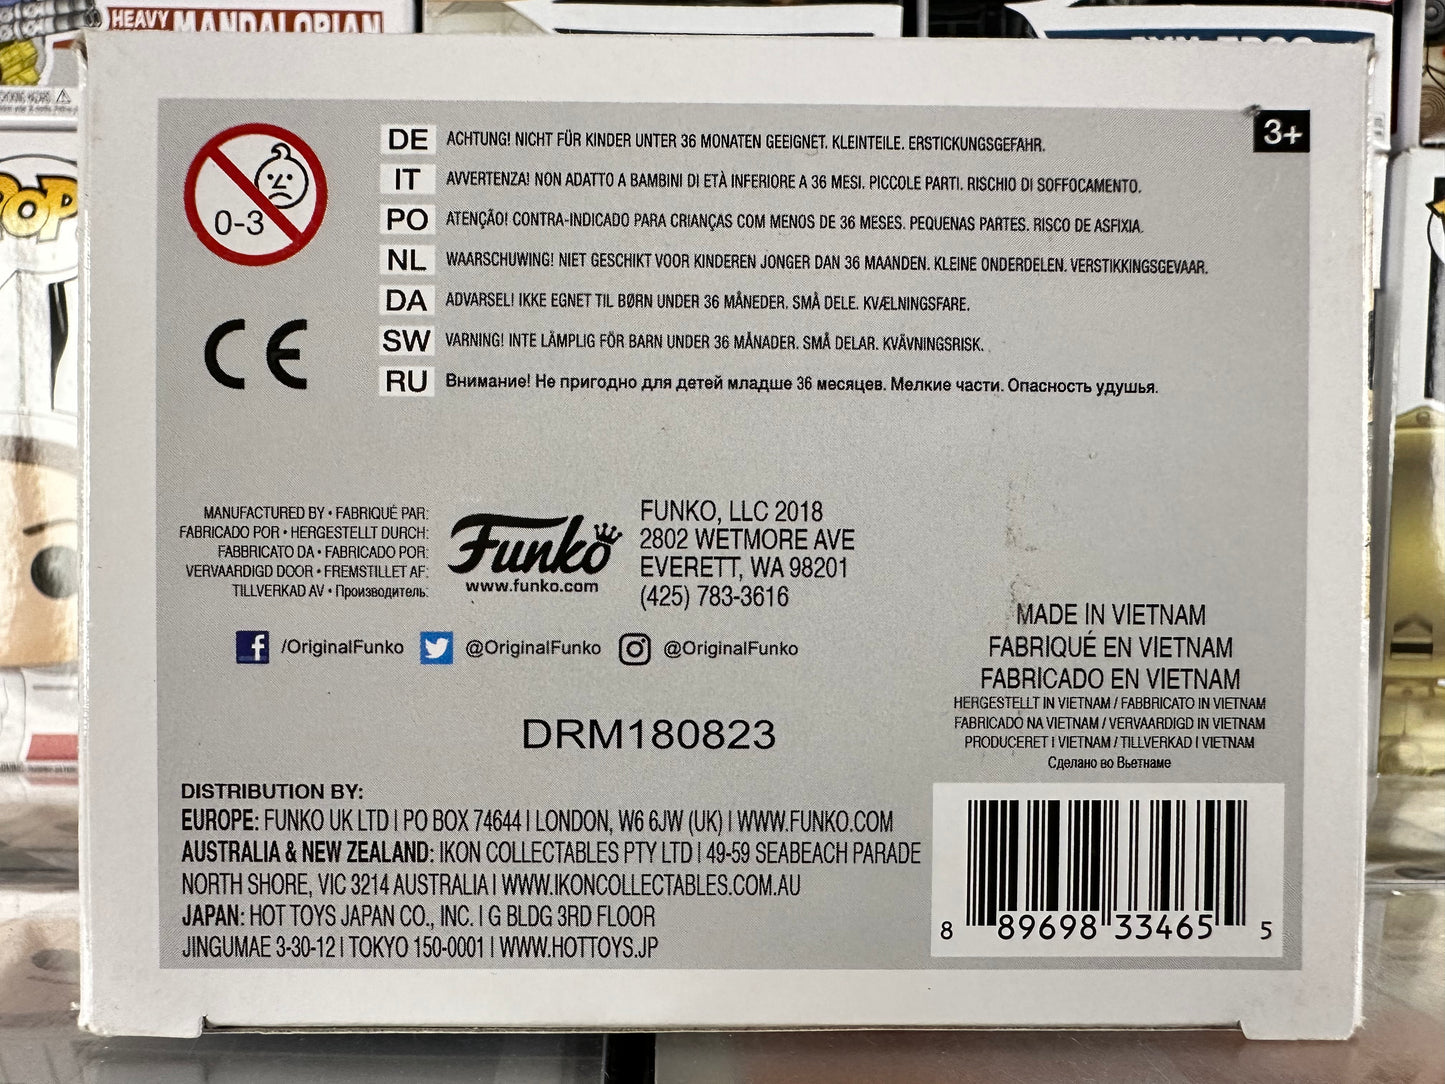 HEAVY MANDALORIAN
POP
0-3
3+
DE ACHTUNG! NICHT FÜR KINDER UNTER 36 MONATEN GEEIGNET. KLEINTEILE. ERSTICKUNGSGEFAHR.
IT AVVERTENZA! NON ADATTO A BAMBINI DI ETÀ INFERIORE A 36 MESI. PICCOLE PARTI. RISCHIO DI SOFFOCAMENTO.
PO ATENÇÃO! CONTRA-INDICADO PARA CRIANÇAS COM MENOS DE 36 MESES. PEQUENAS PARTES. RISCO DE ASFIXIA.
NL WAARSCHUWING! NIET GESCHIKT VOOR KINDEREN JONGER DAN 36 MAANDEN. KLEINE ONDERDELEN. VERSTIKKINGSGEVAAR.
DA ADVARSEL! IKKE EGNET TIL BØRN UNDER 36 MÅNEDER. SMÅ DELE. KVÆLNINGSFARE.
SW VARNING! INTE LÄMPLIG FÖR BARN UNDER 36 MÅNADER. SMÅ DELAR. KVÄVNINGSRISK.
RU Внимание! Не пригодно для детей младше 36 месяцев. Мелкие части. Опасность удушья.
CE
MANUFACTURED BY • FABRIQUÉ PAR:
FABRICADO POR • HERGESTELLT DURCH:
FABBRICATO DA • FABRICADO POR:
VERVAARDIGD DOOR • FREMSTILLET AF:
TILLVERKAD AV • Производитель:
Funko
www.funko.com
FUNKO, LLC 2018
2802 WETMORE AVE
EVERETT, WA 98201
(425) 783-3616
/OriginalFunko @OriginalFunko @OriginalFunko
MADE IN VIETNAM
FABRIQUÉ EN VIETNAM
FABRICADO EN VIETNAM
HERGESTELLT IN VIETNAM / FABBRICATO IN VIETNAM
FABRICADO NA VIETNAM / VERVAARDIGD IN VIETNAM
PRODUCERET I VIETNAM / TILLVERKAD I VIETNAM
Сделано во Вьетнаме
DRM180823
DISTRIBUTION BY:
EUROPE: FUNKO UK LTD | PO BOX 74644 | LONDON, W6 6JW (UK) | WWW.FUNKO.COM
AUSTRALIA & NEW ZEALAND: IKON COLLECTABLES PTY LTD | 49-59 SEABEACH PARADE
NORTH SHORE, VIC 3214 AUSTRALIA | WWW.IKONCOLLECTABLES.COM.AU
JAPAN: HOT TOYS JAPAN CO., INC. | G BLDG 3RD FLOOR
JINGUMAE 3-30-12 | TOKYO 150-0001 | WWW.HOTTOYS.JP
8 89698 33465 5